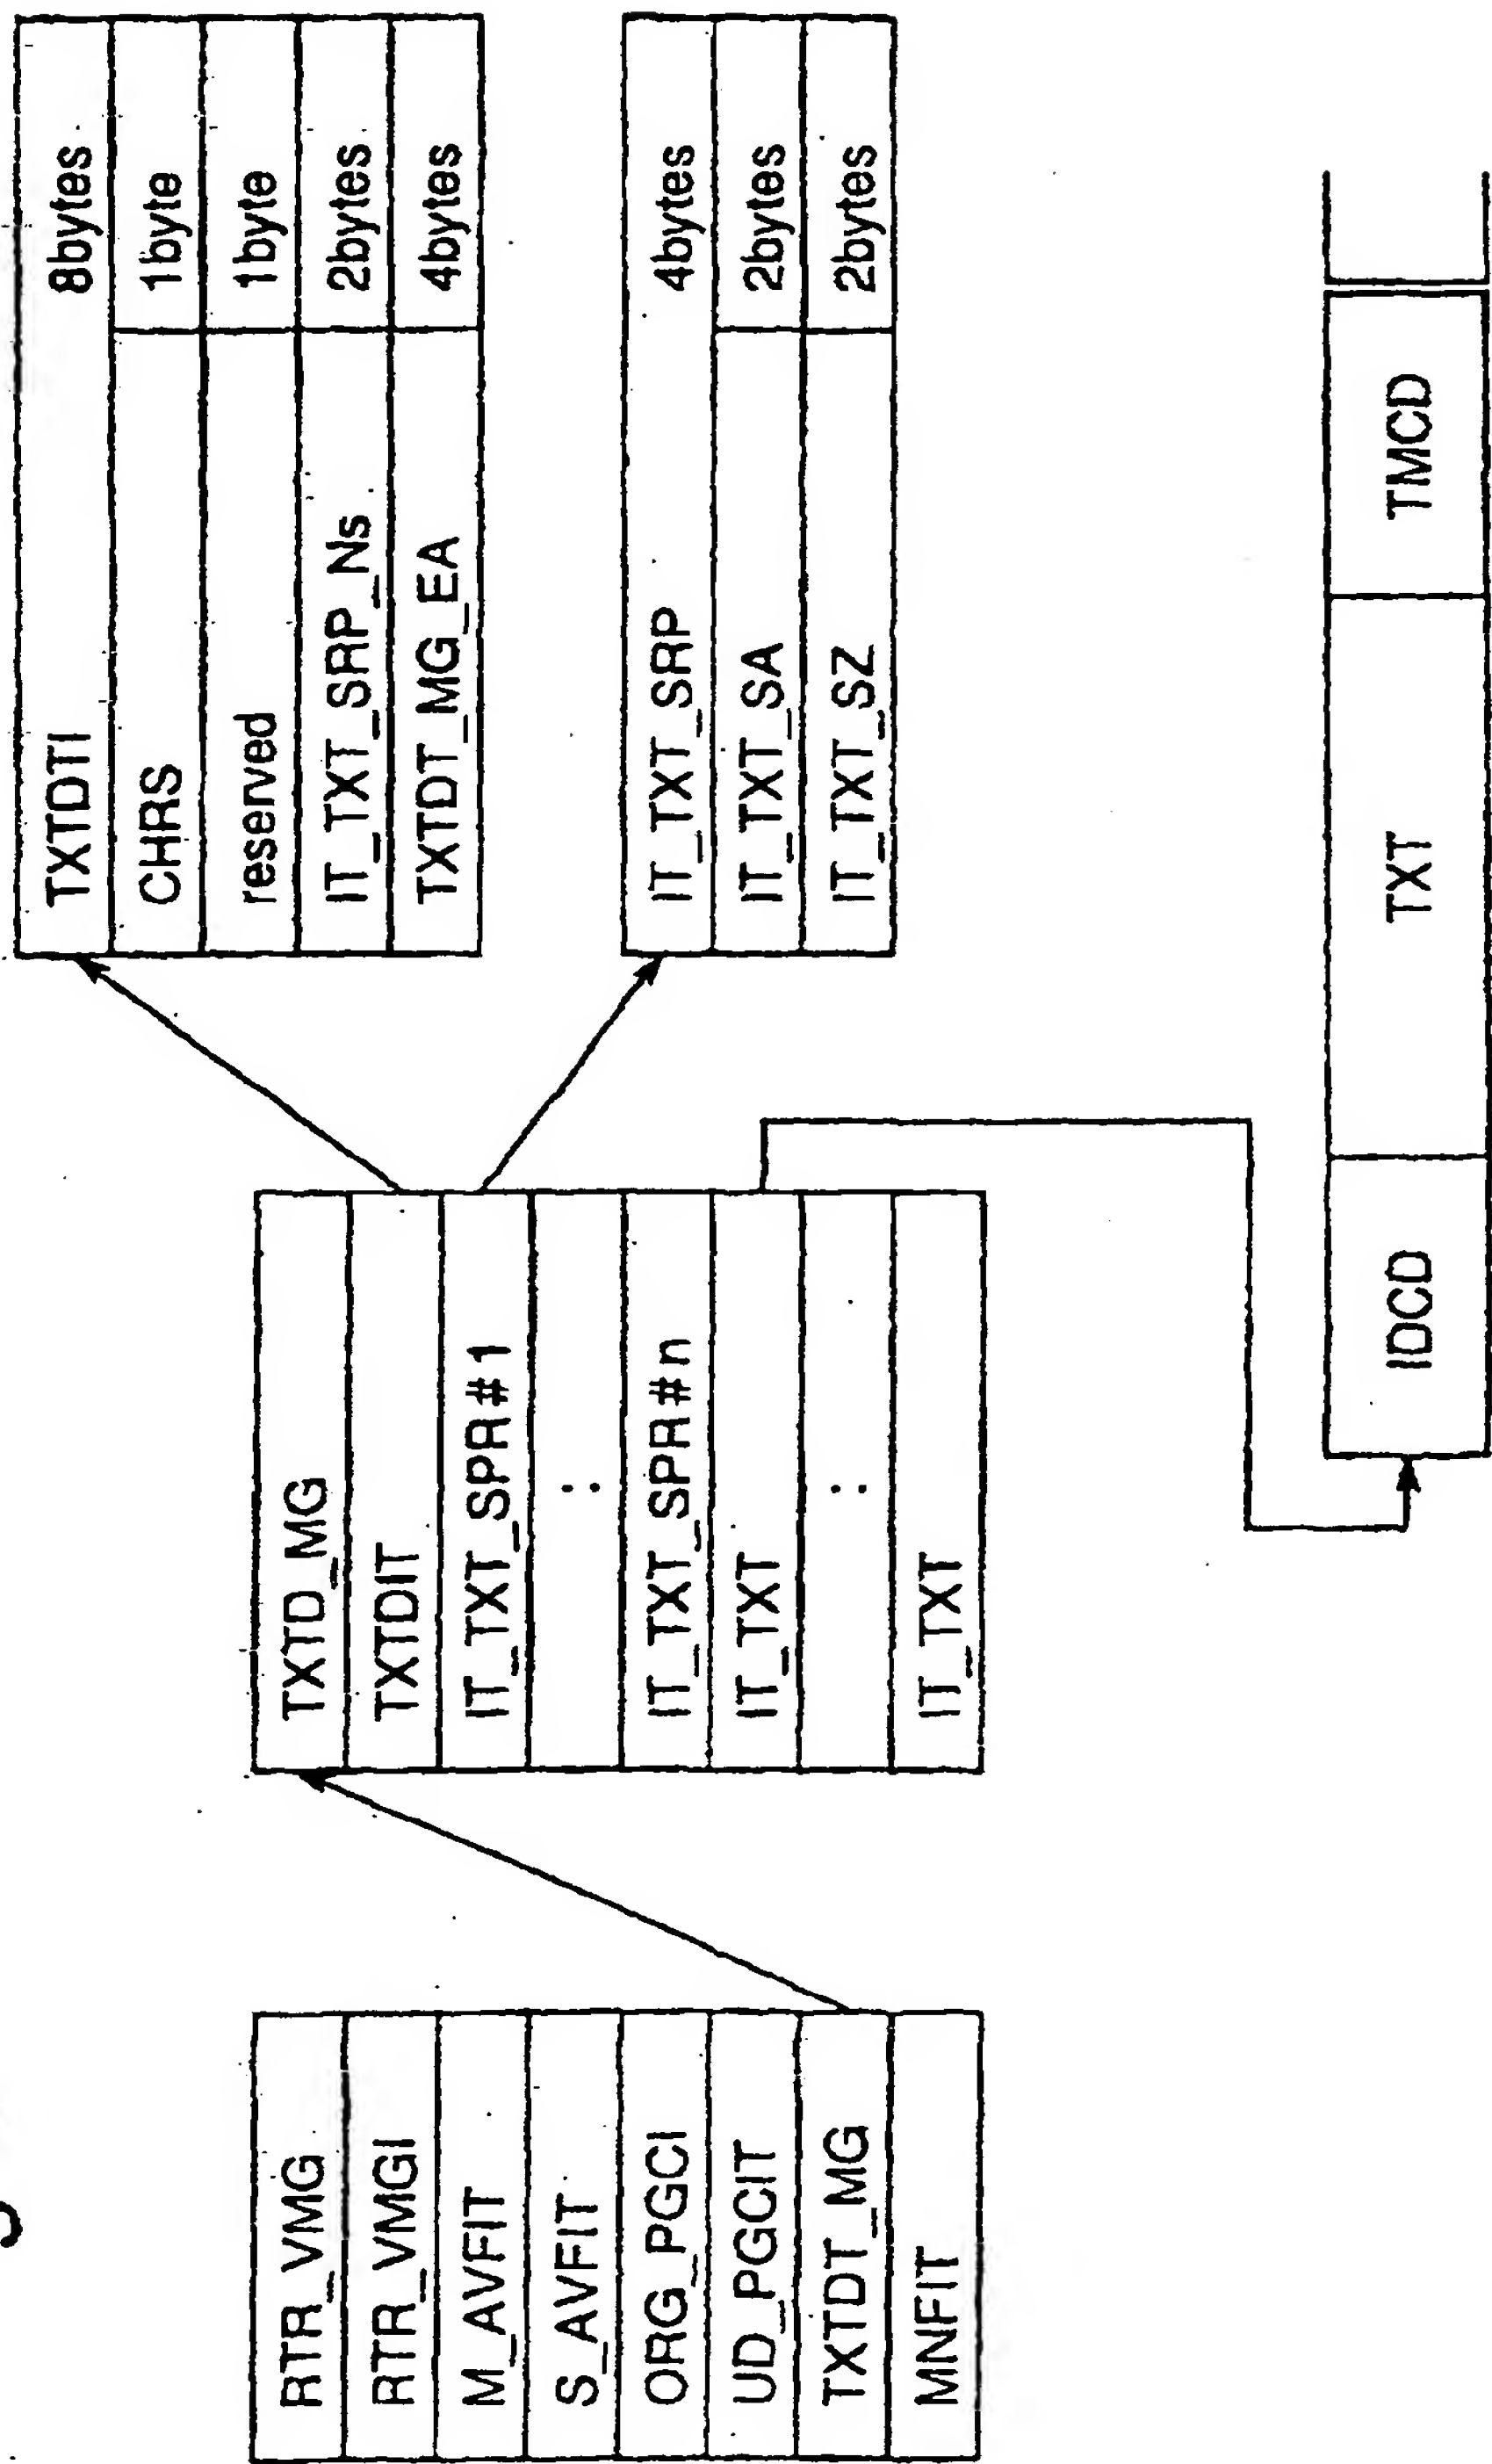 RTR_VMG
RTR_VMGI
M_AVFIT
S_AVFIT
ORG_PGCI
UD_PGCIT
TXTDT_MG
MNFIT
TXTD_MG
TXTDIT
IT_TXT_SPR#1
:
IT_TXT_SPR#n
IT_TXT
:
IT_TXT
TXTDTI 8bytes
CHRS 1byte
reserved 1byte
IT_TXT_SRP_Ns 2bytes
TXTDT_MG_EA 4bytes
IT_TXT_SRP 4bytes
IT_TXT_SA 2bytes
IT_TXT_SZ 2bytes
IDCD TXT TMCD